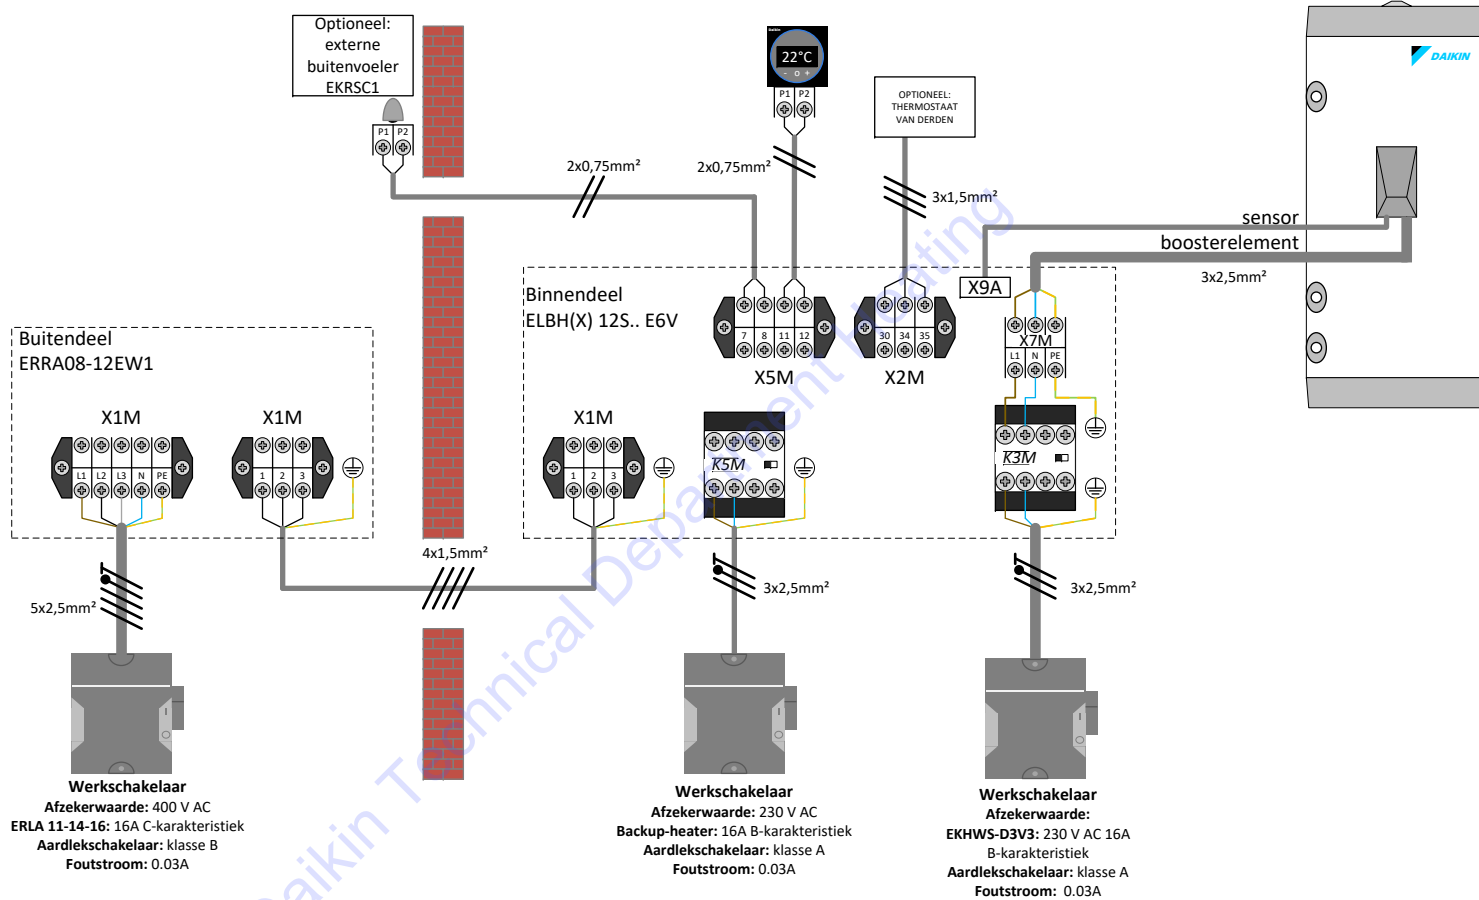 Optioneel:
externe
buitenvoeler
EKRSC1
P1 P2
Daikin
22°C
- o +
P1 P2
OPTIONEEL:
THERMOSTAAT
VAN DERDEN
DAIKIN
2x0,75mm²
2x0,75mm²
3x1,5mm²
sensor
boosterelement
3x2,5mm²
X9A
Binnendeel
ELBH(X) 12S.. E6V
7 8 11 12
X5M
30 34 35
X2M
X7M
L1 N PE
Buitendeel
ERRA08-12EW1
X1M
L1 L2 L3 N PE
X1M
1 2 3
X1M
1 2 3
K5M
K3M
4x1,5mm²
5x2,5mm²
3x2,5mm²
3x2,5mm²
I
O
I
O
I
O
Werkschakelaar
Afzekerwaarde: 400 V AC
ERLA 11-14-16: 16A C-karakteristiek
Aardlekschakelaar: klasse B
Foutstroom: 0.03A
Werkschakelaar
Afzekerwaarde: 230 V AC
Backup-heater: 16A B-karakteristiek
Aardlekschakelaar: klasse A
Foutstroom: 0.03A
Werkschakelaar
Afzekerwaarde:
EKHWS-D3V3: 230 V AC 16A
B-karakteristiek
Aardlekschakelaar: klasse A
Foutstroom: 0.03A
Daikin Technical Department Heating